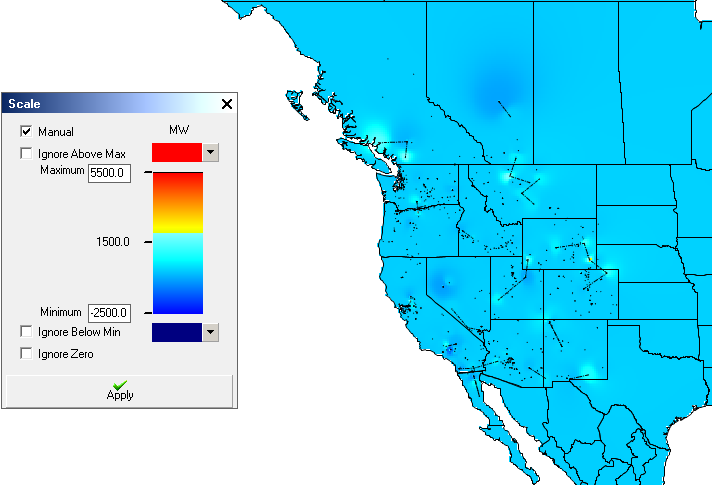 Scale
Manual
MW
Ignore Above Max
Maximum 5500.0
1500.0
Minimum -2500.0
Ignore Below Min
Ignore Zero
Apply